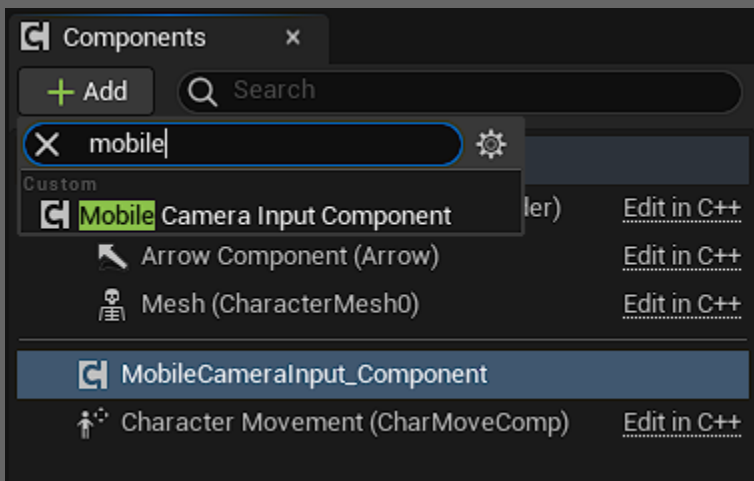 Components
Add
Search
mobile
Custom
Mobile Camera Input Component
der) Edit in C++
Arrow Component (Arrow) Edit in C++
Mesh (CharacterMesh0) Edit in C++
MobileCameraInput_Component
Character Movement (CharMoveComp) Edit in C++